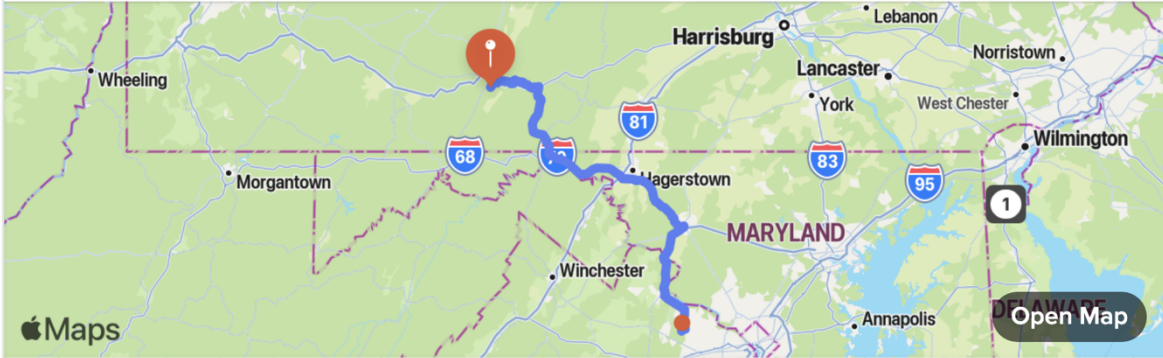 Lebanon
Harrisburg
Norristown
Wheeling
Lancaster
York
West Chester
81
Wilmington
68
83
95
Hagerstown
Morgantown
1
MARYLAND
Winchester
DELAWARE
Open Map
Annapolis
Maps